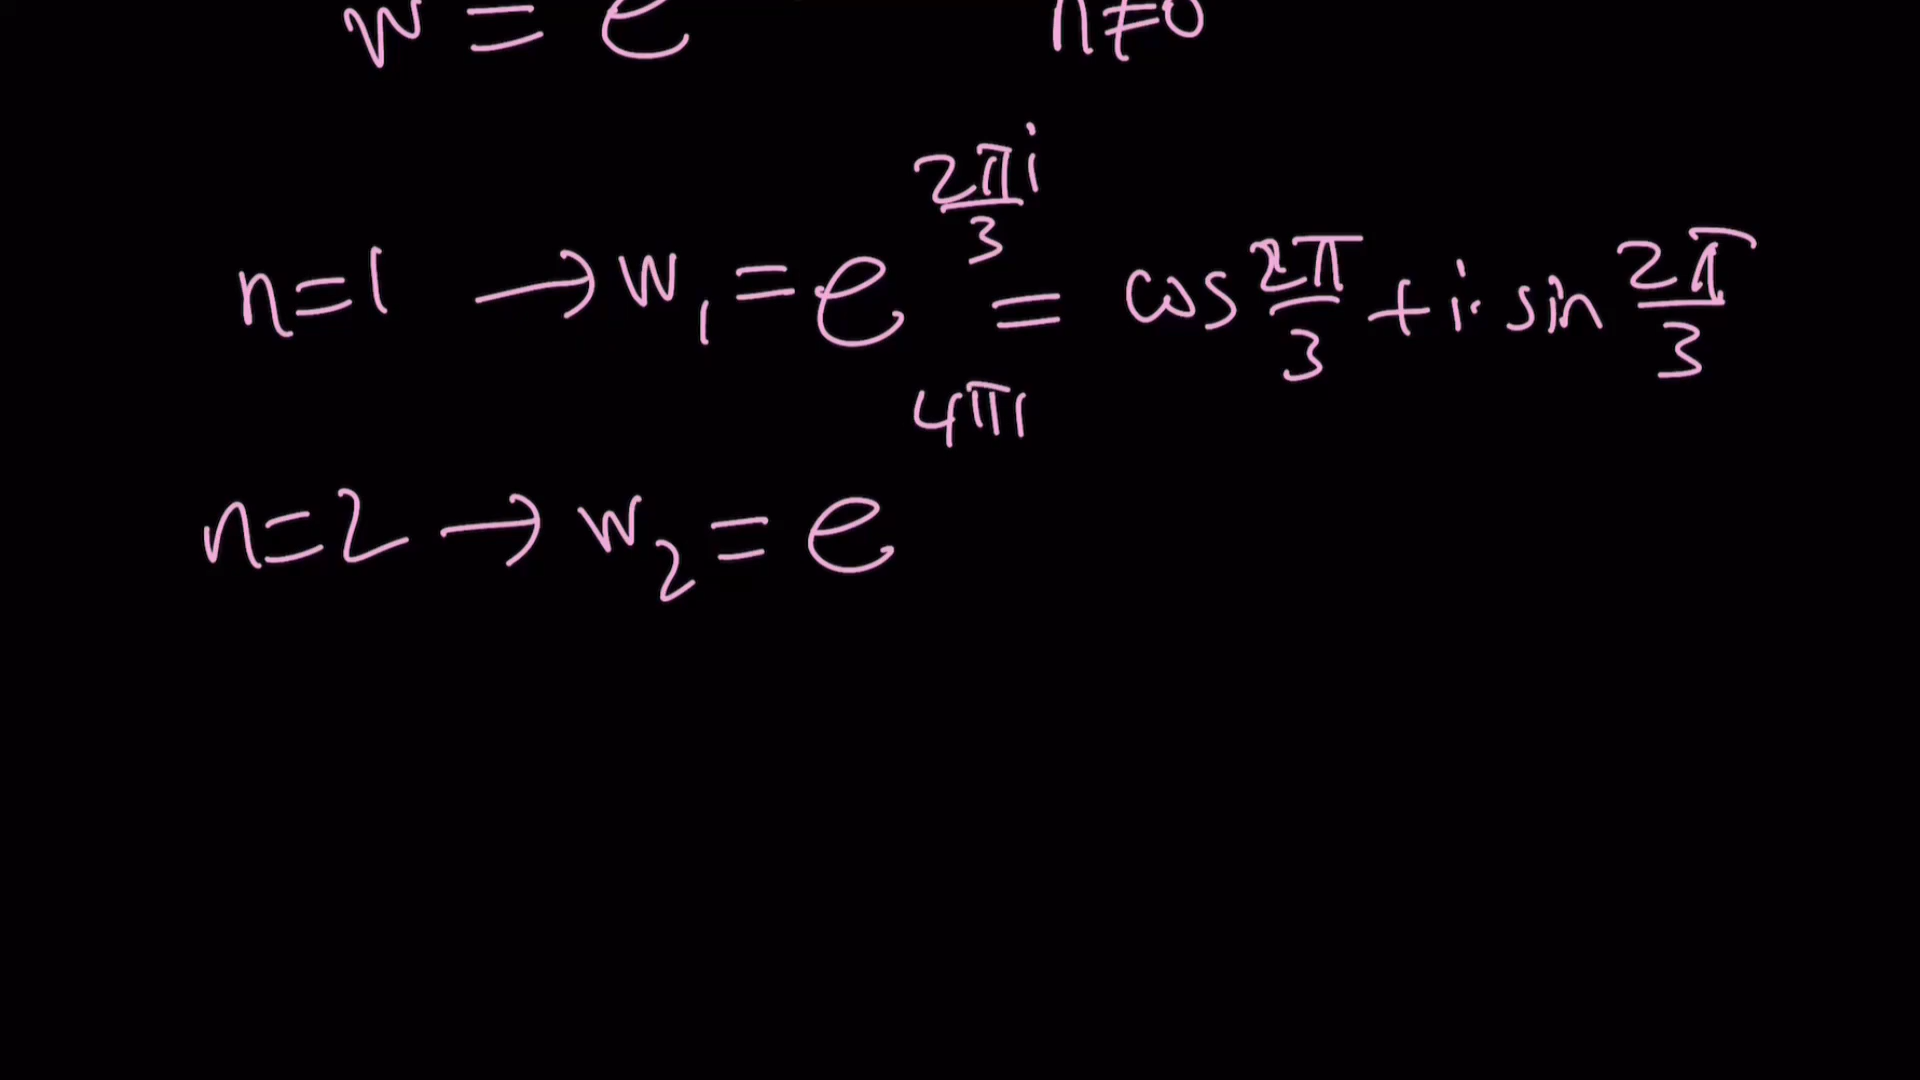 w = e n≠0
n=1 → w₁ = e^(2πi/3) = cos 2π/3 + i· sin 2π/3
n=2 → w₂ = e^(4πi)